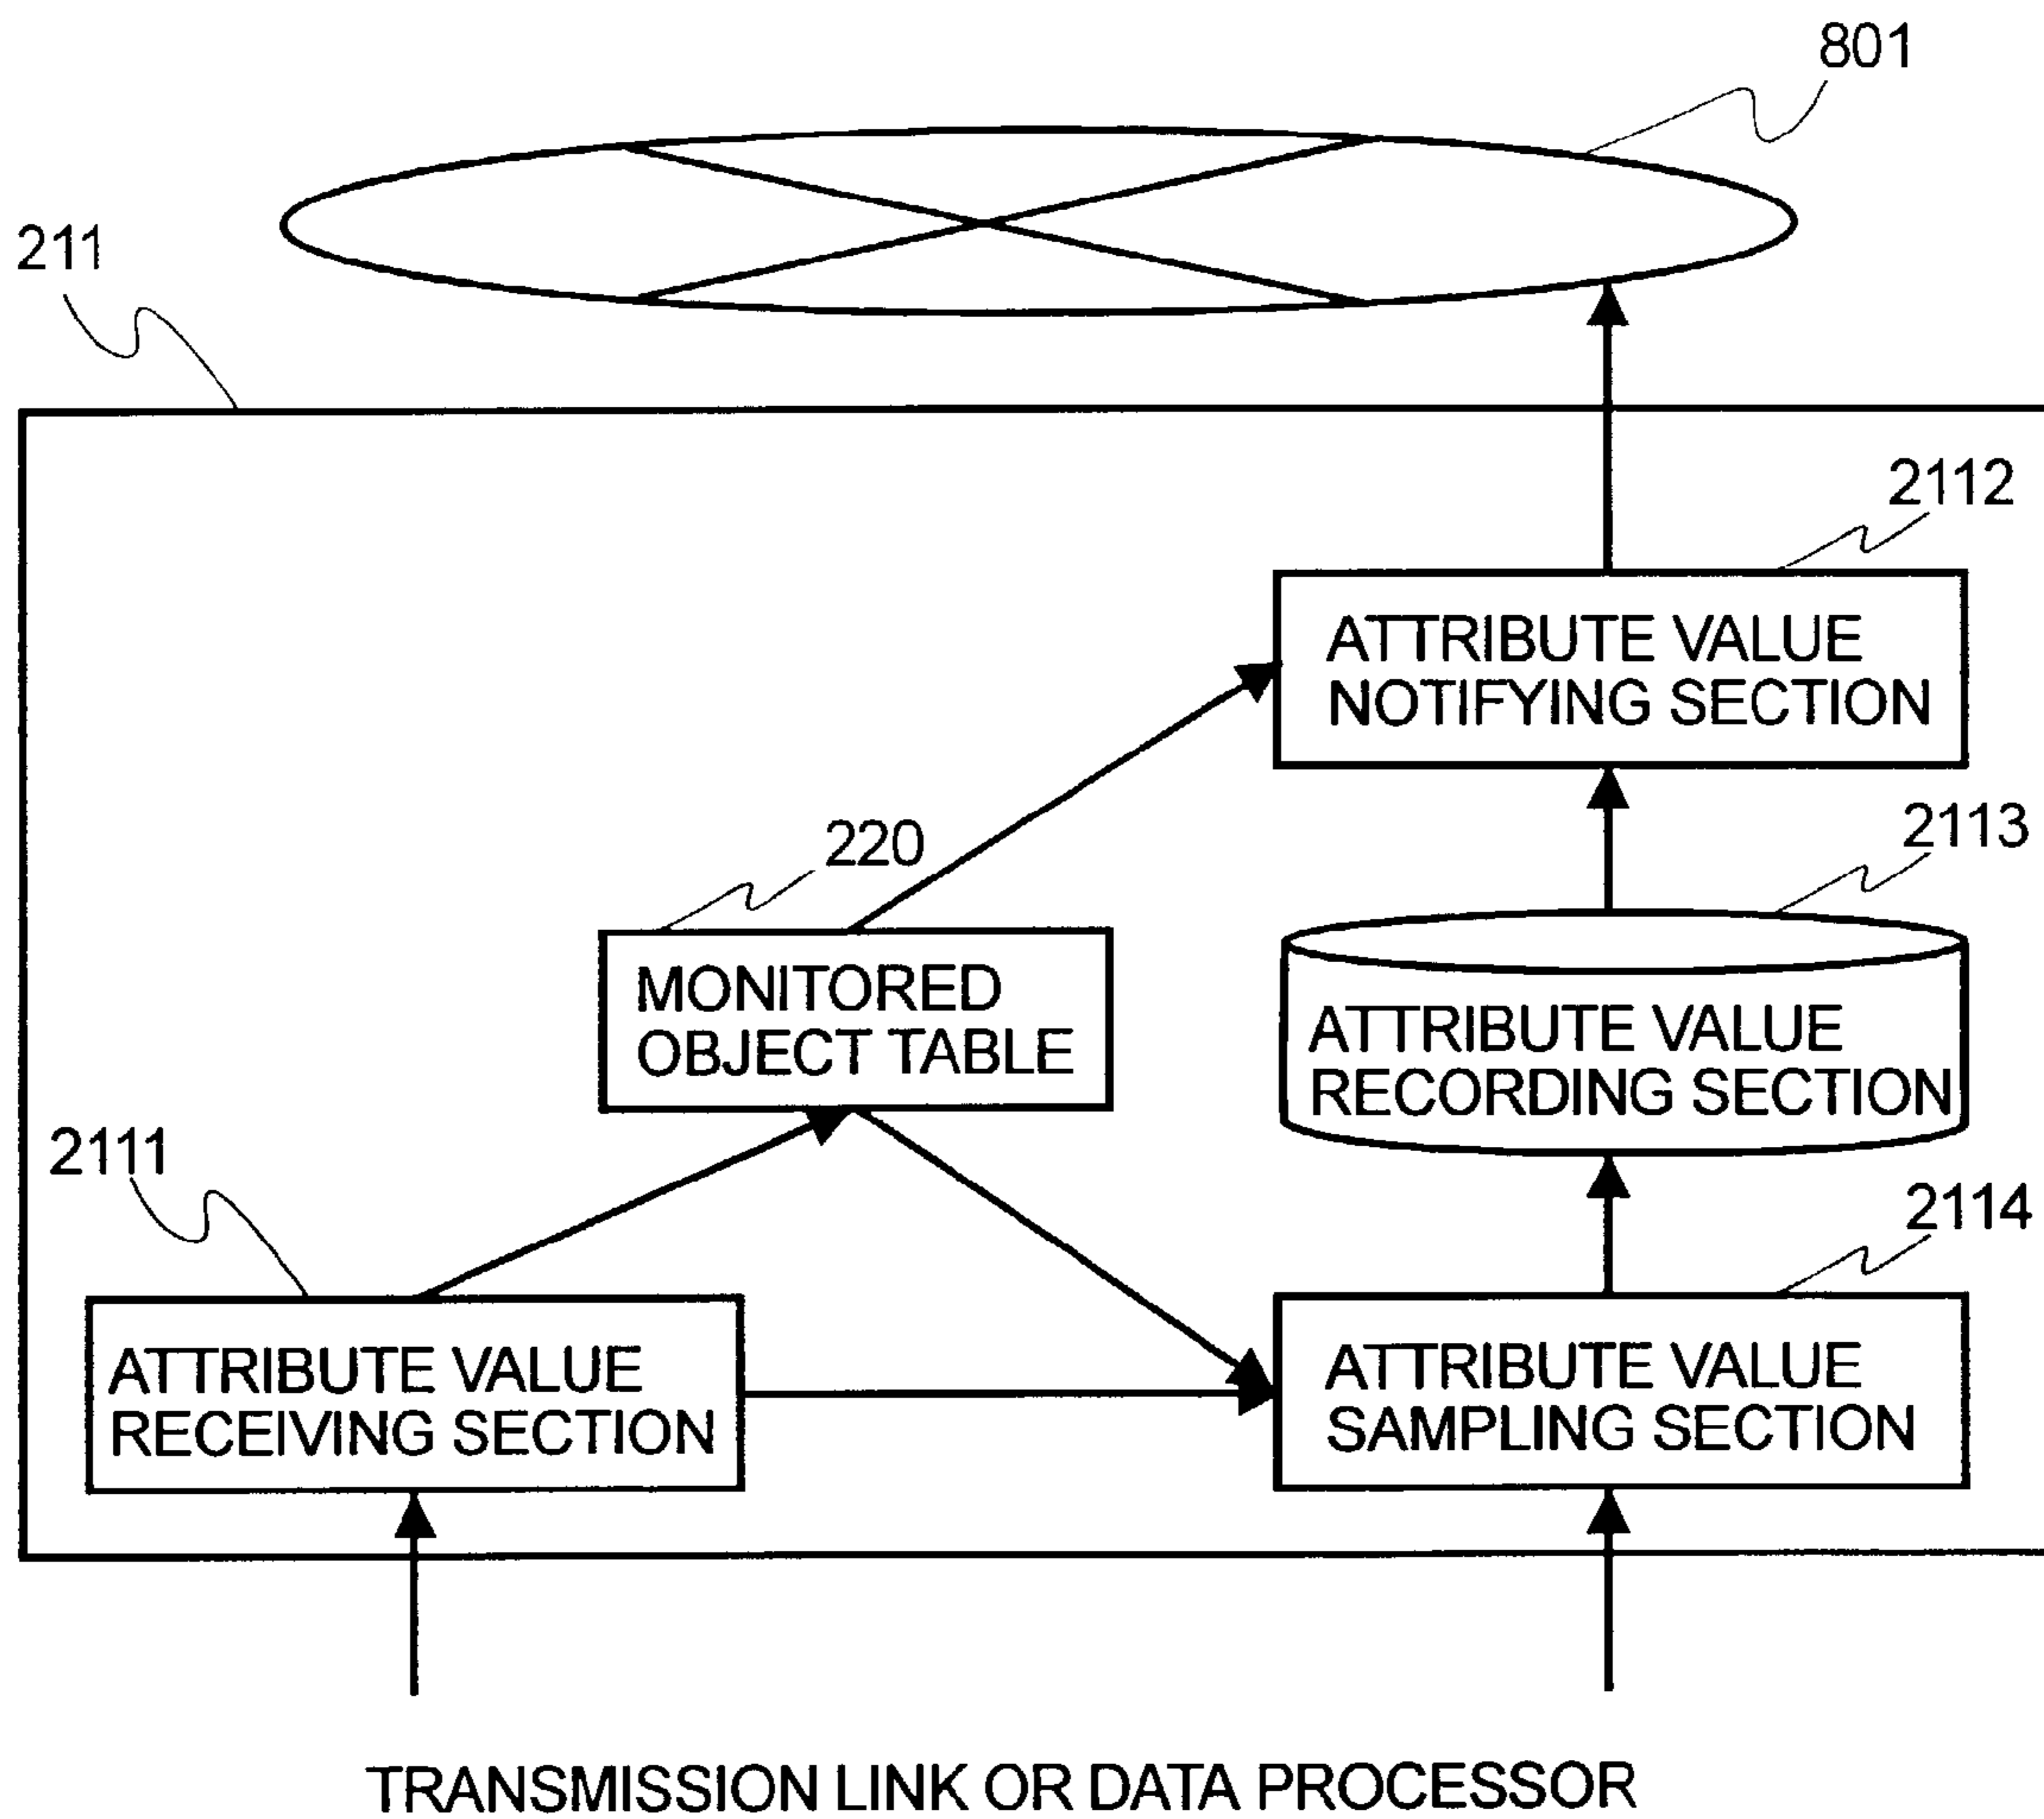 801
211
2112
ATTRIBUTE VALUE
NOTIFYING SECTION
2113
220
MONITORED
OBJECT TABLE
ATTRIBUTE VALUE
RECORDING SECTION
2111
2114
ATTRIBUTE VALUE
RECEIVING SECTION
ATTRIBUTE VALUE
SAMPLING SECTION
TRANSMISSION LINK OR DATA PROCESSOR